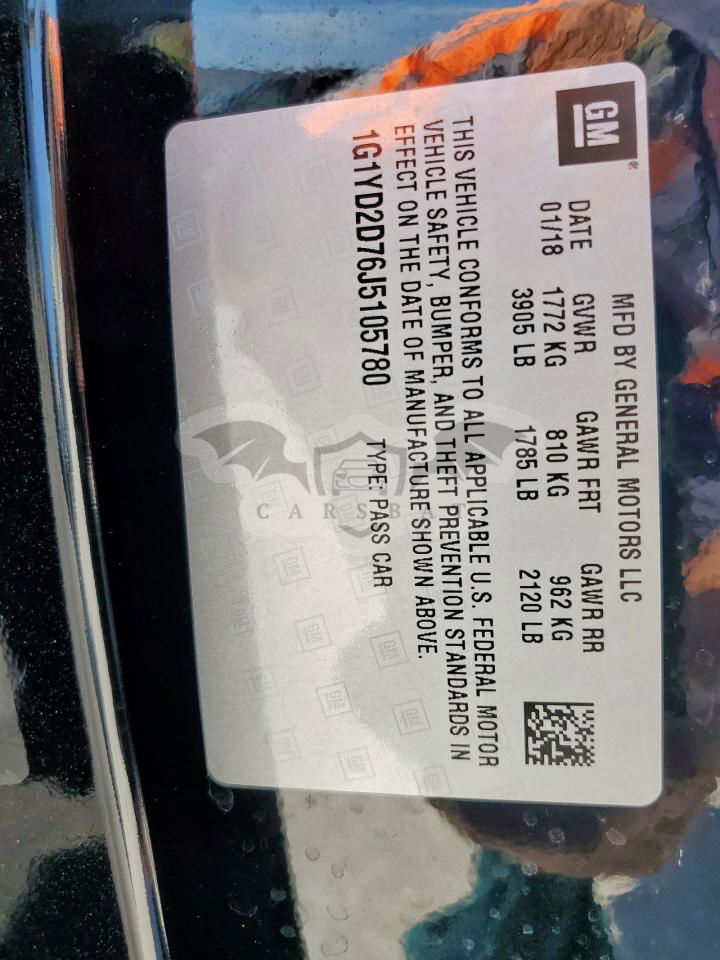 GM®
MFD BY GENERAL MOTORS LLC
DATE GVWR GAWR FRT GAWR RR
01/18 1772 KG 810 KG 962 KG
3905 LB 1785 LB 2120 LB
THIS VEHICLE CONFORMS TO ALL APPLICABLE U.S. FEDERAL MOTOR
VEHICLE SAFETY, BUMPER, AND THEFT PREVENTION STANDARDS IN
EFFECT ON THE DATE OF MANUFACTURE SHOWN ABOVE.
1G1YD2D76J5105780 TYPE: PASS CAR
CARSBAT